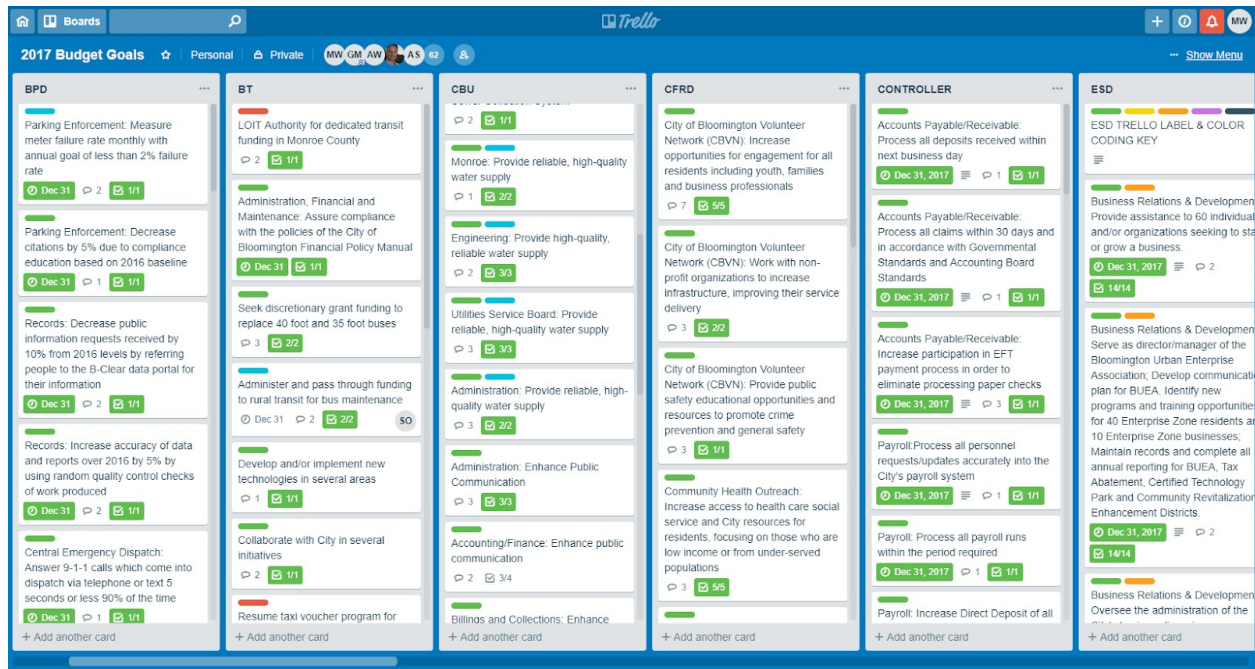 Boards
Trello
MW
2017 Budget Goals
Personal
Private
MW GM AW AS 62
... Show Menu
BPD
Parking Enforcement: Measure
meter failure rate monthly with
annual goal of less than 2% failure
rate
Dec 31 2 1/1
Parking Enforcement: Decrease
citations by 5% due to compliance
education based on 2016 baseline
Dec 31 1 1/1
Records: Decrease public
information requests received by
10% from 2016 levels by referring
people to the B-Clear data portal for
their information
Dec 31 2 1/1
Records: Increase accuracy of data
and reports over 2016 by 5% by
using random quality control checks
of work produced
Dec 31 2 1/1
Central Emergency Dispatch:
Answer 9-1-1 calls which come into
dispatch via telephone or text 5
seconds or less 90% of the time
Dec 31 1 1/1
+ Add another card
BT
LOIT Authority for dedicated transit
funding in Monroe County
2 1/1
Administration, Financial and
Maintenance: Assure compliance
with the policies of the City of
Bloomington Financial Policy Manual
Dec 31 1/1
Seek discretionary grant funding to
replace 40 foot and 35 foot buses
3 2/2
Administer and pass through funding
to rural transit for bus maintenance
Dec 31 2 2/2 SO
Develop and/or implement new
technologies in several areas
1 1/1
Collaborate with City in several
initiatives
2 1/1
Resume taxi voucher program for
+ Add another card
CBU
2 1/1
Monroe: Provide reliable, high-quality
water supply
1 2/2
Engineering: Provide high-quality,
reliable water supply
2 3/3
Utilities Service Board: Provide
reliable, high-quality water supply
3 3/3
Administration: Provide reliable, high-
quality water supply
3 2/2
Administration: Enhance Public
Communication
3 3/3
Accounting/Finance: Enhance public
communication
2 3/4
Billings and Collections: Enhance
+ Add another card
CFRD
City of Bloomington Volunteer
Network (CBVN): Increase
opportunities for engagement for all
residents including youth, families
and business professionals
7 5/5
City of Bloomington Volunteer
Network (CBVN): Work with non-
profit organizations to increase
infrastructure, improving their service
delivery
3 2/2
City of Bloomington Volunteer
Network (CBVN): Provide public
safety educational opportunities and
resources to promote crime
prevention and general safety
3 1/1
Community Health Outreach:
Increase access to health care social
service and City resources for
residents, focusing on those who are
low income or from under-served
populations
3 5/5
+ Add another card
CONTROLLER
Accounts Payable/Receivable:
Process all deposits received within
next business day
Dec 31, 2017 1 1/1
Accounts Payable/Receivable:
Process all claims within 30 days and
in accordance with Governmental
Standards and Accounting Board
Standards
Dec 31, 2017 1 1/1
Accounts Payable/Receivable:
Increase participation in EFT
payment process in order to
eliminate processing paper checks
Dec 31, 2017 3 1/1
Payroll:Process all personnel
requests/updates accurately into the
City's payroll system
Dec 31, 2017 1 1/1
Payroll: Process all payroll runs
within the period required
Dec 31, 2017 1 1/1
Payroll: Increase Direct Deposit of all
+ Add another card
ESD
ESD TRELLO LABEL & COLOR
CODING KEY
Business Relations & Developmen
Provide assistance to 60 individual
and/or organizations seeking to sta
or grow a business.
Dec 31, 2017 2
14/14
Business Relations & Developmen
Serve as director/manager of the
Bloomington Urban Enterprise
Association; Develop communicati
plan for BUEA. Identify new
programs and training opportunitie
for 40 Enterprise Zone residents an
10 Enterprise Zone businesses;
Maintain records and complete all
annual reporting for BUEA, Tax
Abatement, Certified Technology
Park and Community Revitalization
Enhancement Districts.
Dec 31, 2017 2
14/14
Business Relations & Developmen
Oversee the administration of the
+ Add another card